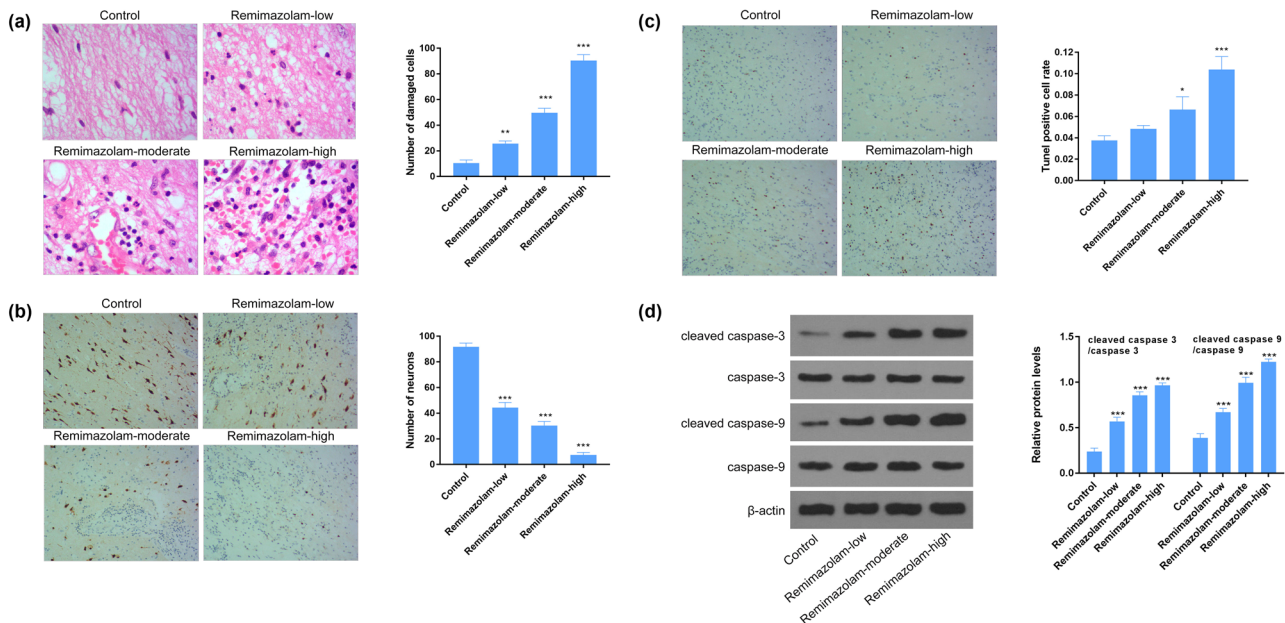 (a)
Control
Remimazolam-low
Remimazolam-moderate
Remimazolam-high
Number of damaged cells
100
80
60
40
20
0
**
***
***
Control
Remimazolam-low
Remimazolam-moderate
Remimazolam-high
(b)
Control
Remimazolam-low
Remimazolam-moderate
Remimazolam-high
Number of neurons
100
80
60
40
20
0
***
***
***
Control
Remimazolam-low
Remimazolam-moderate
Remimazolam-high
(c)
Control
Remimazolam-low
Remimazolam-moderate
Remimazolam-high
Tunel positive cell rate
0.12
0.10
0.08
0.06
0.04
0.02
0.00
*
***
Control
Remimazolam-low
Remimazolam-moderate
Remimazolam-high
(d)
cleaved caspase-3
caspase-3
cleaved caspase-9
caspase-9
β-actin
Control
Remimazolam-low
Remimazolam-moderate
Remimazolam-high
Relative protein levels
1.5
1.0
0.5
0.0
cleaved caspase 3
/caspase 3
cleaved caspase 9
/caspase 9
***
***
***
***
***
***
Control
Remimazolam-low
Remimazolam-moderate
Remimazolam-high
Control
Remimazolam-low
Remimazolam-moderate
Remimazolam-high